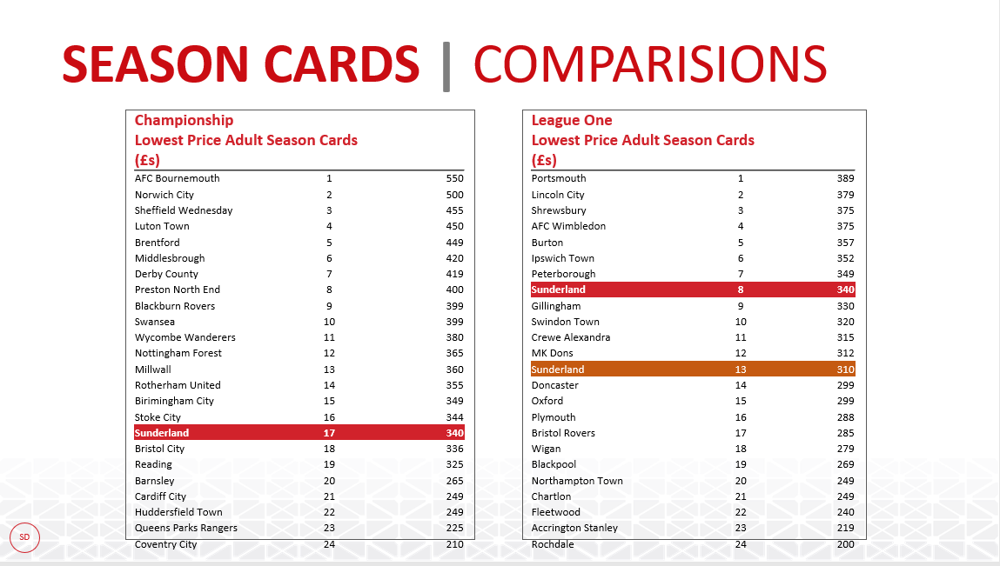 SEASON CARDS | COMPARISIONS
Championship
Lowest Price Adult Season Cards
(£s)
AFC Bournemouth 1 550
Norwich City 2 500
Sheffield Wednesday 3 455
Luton Town 4 450
Brentford 5 449
Middlesbrough 6 420
Derby County 7 419
Preston North End 8 400
Blackburn Rovers 9 399
Swansea 10 399
Wycombe Wanderers 11 380
Nottingham Forest 12 365
Millwall 13 360
Rotherham United 14 355
Birimingham City 15 349
Stoke City 16 344
Sunderland 17 340
Bristol City 18 336
Reading 19 325
Barnsley 20 265
Cardiff City 21 249
Huddersfield Town 22 249
Queens Parks Rangers 23 225
Coventry City 24 210
League One
Lowest Price Adult Season Cards
(£s)
Portsmouth 1 389
Lincoln City 2 379
Shrewsbury 3 375
AFC Wimbledon 4 375
Burton 5 357
Ipswich Town 6 352
Peterborough 7 349
Sunderland 8 340
Gillingham 9 330
Swindon Town 10 320
Crewe Alexandra 11 315
MK Dons 12 312
Sunderland 13 310
Doncaster 14 299
Oxford 15 299
Plymouth 16 288
Bristol Rovers 17 285
Wigan 18 279
Blackpool 19 269
Northampton Town 20 249
Chartlon 21 249
Fleetwood 22 240
Accrington Stanley 23 219
Rochdale 24 200
SD